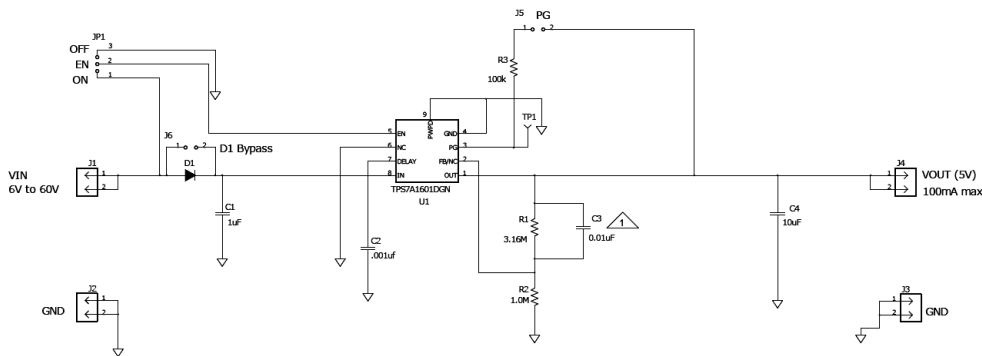 J5 PG
1 2
JP1
OFF 3
EN 2
ON 1
R3
100k
9
PWPD
TP1
5 EN GND 4
6 NC PG 3
7 DELAY FB/NC 2
8 IN OUT 1
TPS7A1601DGN
U1
J6
1 2 D1 Bypass
D1
J1
VIN
6V to 60V
1
2
C1
1uF
C2
.001uf
R1
3.16M
C3
0.01uF
1
R2
1.0M
C4
10uF
J4
1
2
VOUT (5V)
100mA max
J2
GND
1
2
J3
1
2
GND